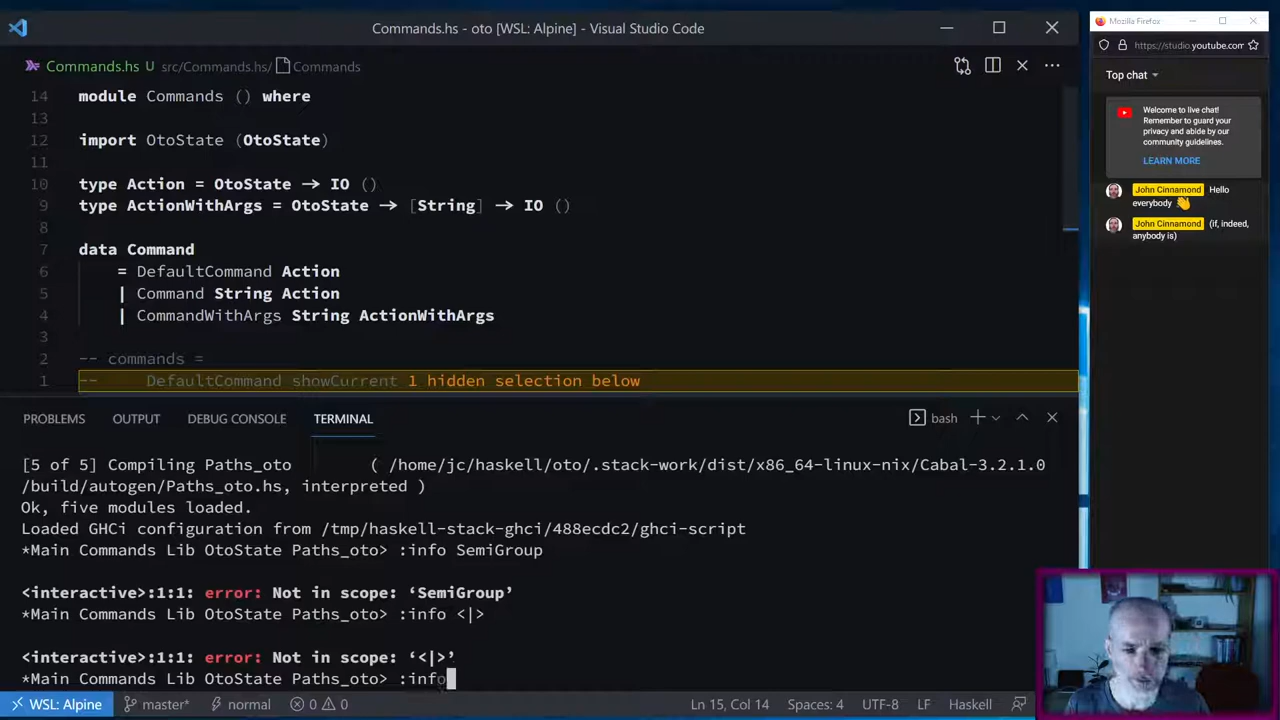 Commands.hs - oto [WSL: Alpine] - Visual Studio Code
Commands.hs U src/Commands.hs/ Commands
14 module Commands () where
13
12 import OtoState (OtoState)
11
10 type Action = OtoState → IO ()
9 type ActionWithArgs = OtoState → [String] → IO ()
8
7 data Command
6 = DefaultCommand Action
5 | Command String Action
4 | CommandWithArgs String ActionWithArgs
3
2 -- commands =
1 -- DefaultCommand showCurrent 1 hidden selection below
PROBLEMS OUTPUT DEBUG CONSOLE TERMINAL bash
[5 of 5] Compiling Paths_oto ( /home/jc/haskell/oto/.stack-work/dist/x86_64-linux-nix/Cabal-3.2.1.0
/build/autogen/Paths_oto.hs, interpreted )
Ok, five modules loaded.
Loaded GHCi configuration from /tmp/haskell-stack-ghci/488ecdc2/ghci-script
*Main Commands Lib OtoState Paths_oto> :info SemiGroup
<interactive>:1:1: error: Not in scope: ‘SemiGroup’
*Main Commands Lib OtoState Paths_oto> :info <|>
<interactive>:1:1: error: Not in scope: ‘<|>’
*Main Commands Lib OtoState Paths_oto> :info
WSL: Alpine master* normal 0 0 Ln 15, Col 14 Spaces: 4 UTF-8 LF Haskell
Mozilla Firefox
https://studio.youtube.com
Top chat
Welcome to live chat!
Remember to guard your
privacy and abide by our
community guidelines.
LEARN MORE
John Cinnamond Hello
everybody 👋
John Cinnamond (if, indeed,
anybody is)